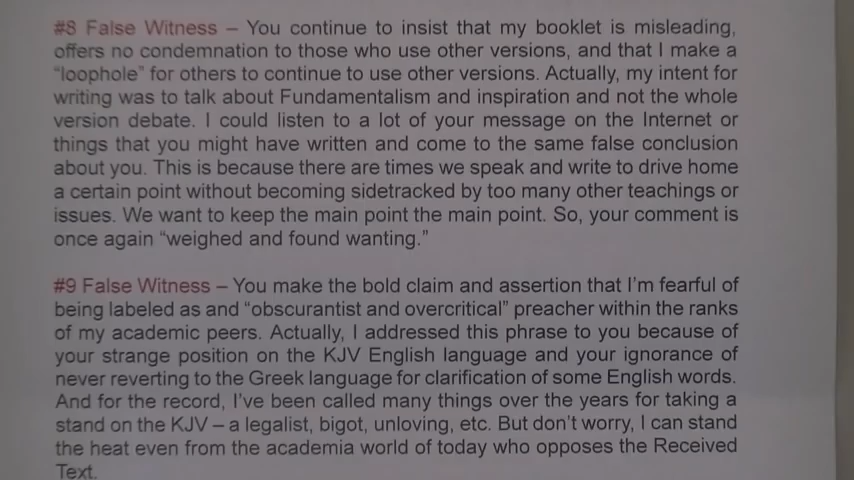 #8 False Witness – You continue to insist that my booklet is misleading,
offers no condemnation to those who use other versions, and that I make a
“loophole” for others to continue to use other versions. Actually, my intent for
writing was to talk about Fundamentalism and inspiration and not the whole
version debate. I could listen to a lot of your message on the Internet or
things that you might have written and come to the same false conclusion
about you. This is because there are times we speak and write to drive home
a certain point without becoming sidetracked by too many other teachings or
issues. We want to keep the main point the main point. So, your comment is
once again “weighed and found wanting.”
#9 False Witness – You make the bold claim and assertion that I’m fearful of
being labeled as and “obscurantist and overcritical” preacher within the ranks
of my academic peers. Actually, I addressed this phrase to you because of
your strange position on the KJV English language and your ignorance of
never reverting to the Greek language for clarification of some English words.
And for the record, I’ve been called many things over the years for taking a
stand on the KJV – a legalist, bigot, unloving, etc. But don’t worry, I can stand
the heat even from the academia world of today who opposes the Received
Text.